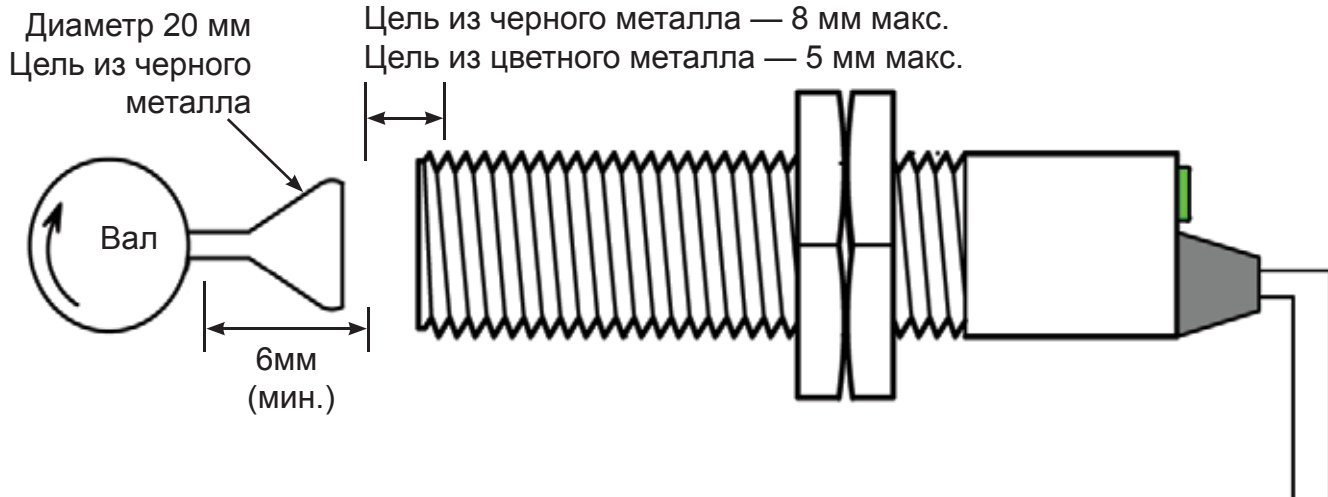 Диаметр 20 мм
Цель из черного
металла
Цель из черного металла — 8 мм макс.
Цель из цветного металла — 5 мм макс.
Вал
6мм
(мин.)